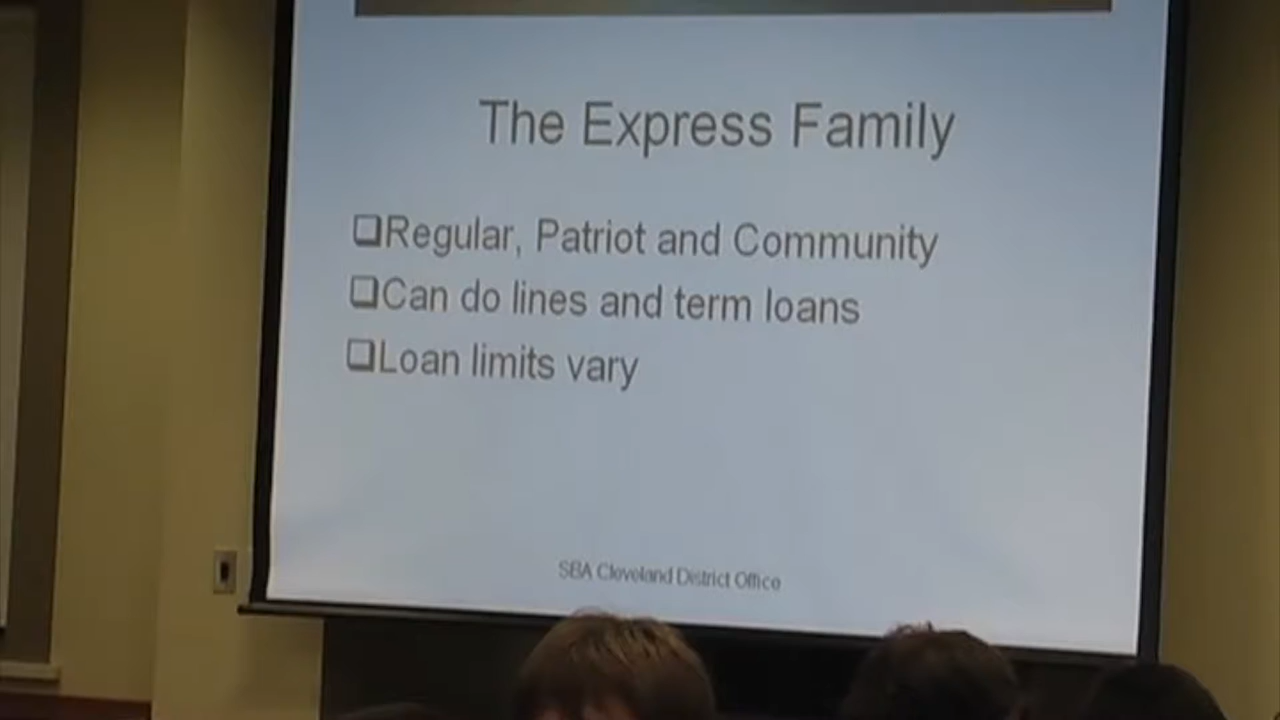 The Express Family
❑Regular, Patriot and Community
❑Can do lines and term loans
❑Loan limits vary
SBA Cleveland District Office